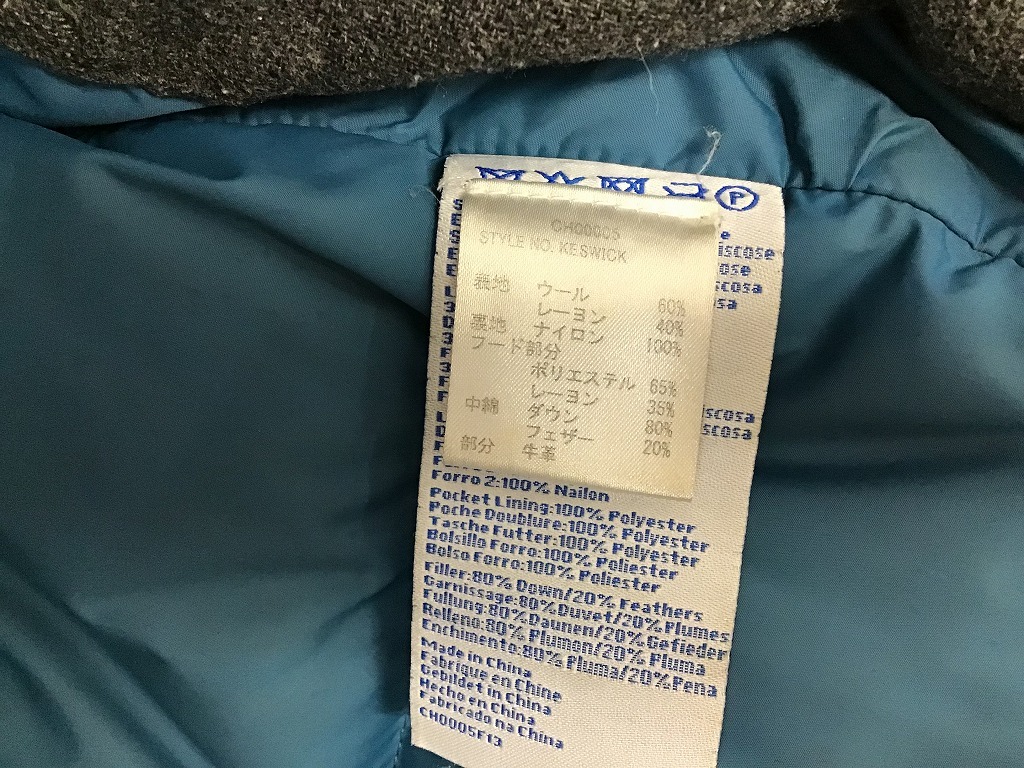 P
CH00005
STYLE NO. KESWICK
表地 ウール 60%
レーヨン 40%
裏地 ナイロン 100%
フード部分
ポリエステル 65%
レーヨン 35%
中綿 ダウン 80%
フェザー 20%
部分 牛革
iscose
iscosa
iscosa
Forro 2:100% Nailon
Pocket Lining:100% Polyester
Poche Doublure:100% Polyester
Tasche Futter:100% Polyester
Bolsillo Forro:100% Poliester
Bolso Forro:100% Poliester
Filler:80% Down/20% Feathers
Garnissage:80% Duvet/20% Plumes
Fullung:80% Daunen/20% Gefieder
Relleno:80% Plumon/20% Pluma
Enchimento:80% Pluma/20% Pena
Made in China
Fabrique en Chine
Gebildet in China
Hecho en China
Fabricado na China
CH0005F13